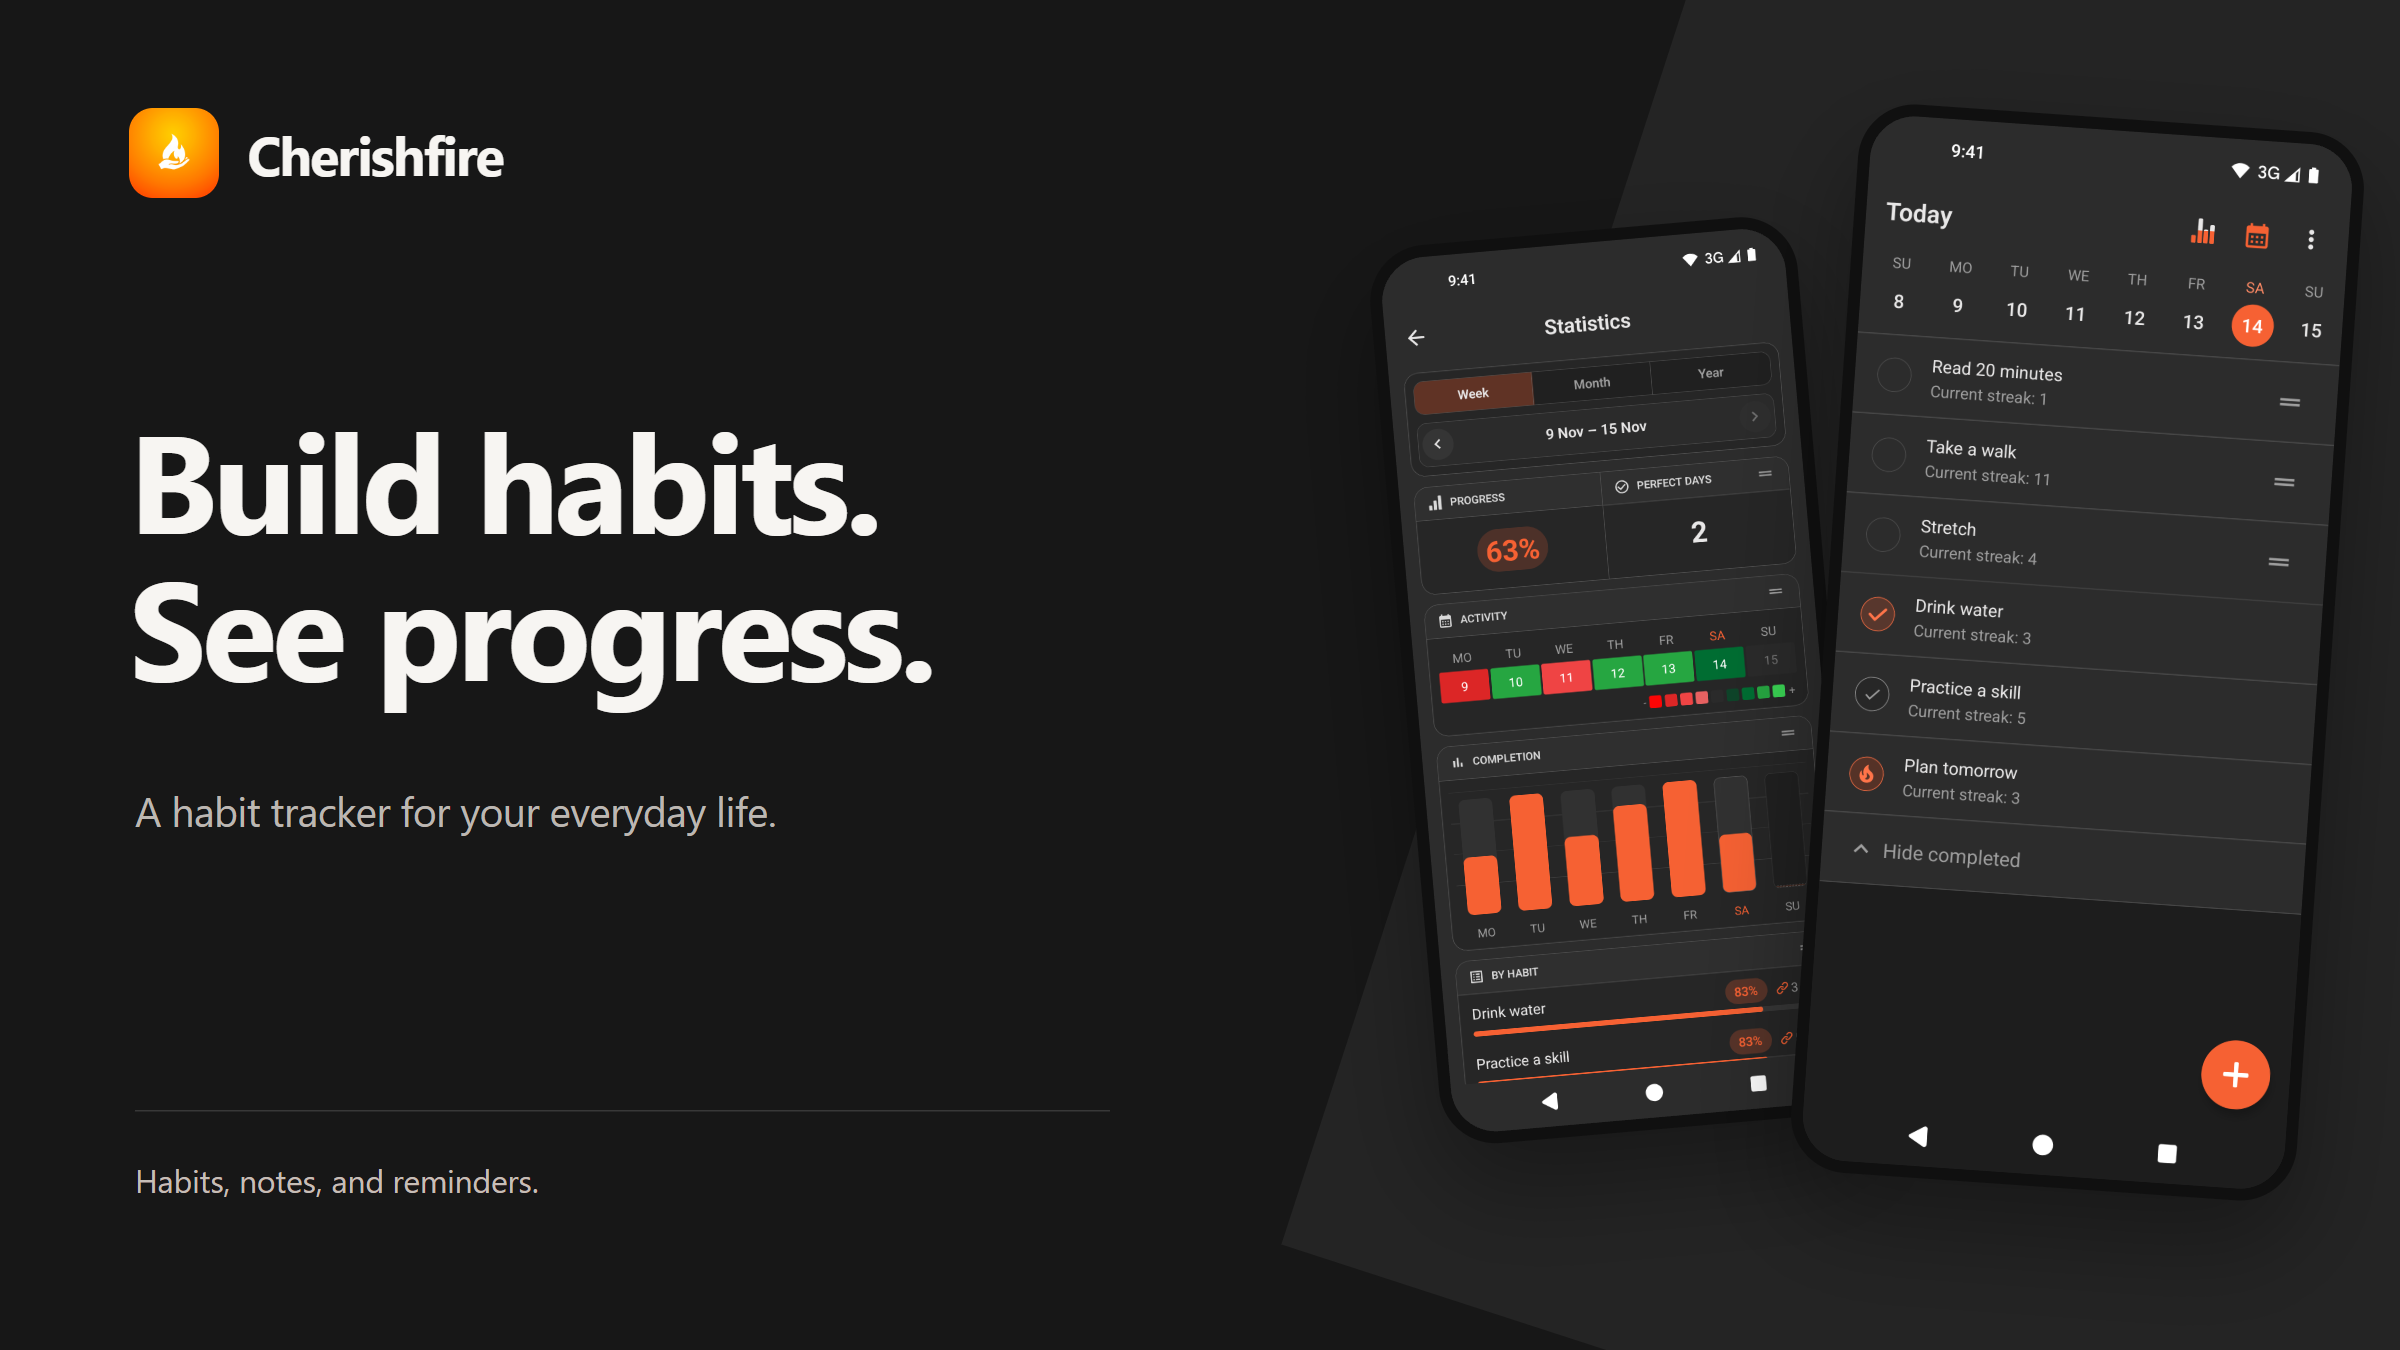 Cherishfire
Build habits.
See progress.
A habit tracker for your everyday life.
Habits, notes, and reminders.
9:41
3G
Statistics
Week Month Year
9 Nov – 15 Nov
PROGRESS PERFECT DAYS
63% 2
ACTIVITY
MO TU WE TH FR SA SU
9 10 11 12 13 14 15
- +
COMPLETION
MO TU WE TH FR SA SU
BY HABIT
Drink water 83% 3
Practice a skill 83%
9:41
3G
Today
SU MO TU WE TH FR SA SU
8 9 10 11 12 13 14 15
Read 20 minutes
Current streak: 1
Take a walk
Current streak: 11
Stretch
Current streak: 4
Drink water
Current streak: 3
Practice a skill
Current streak: 5
Plan tomorrow
Current streak: 3
Hide completed